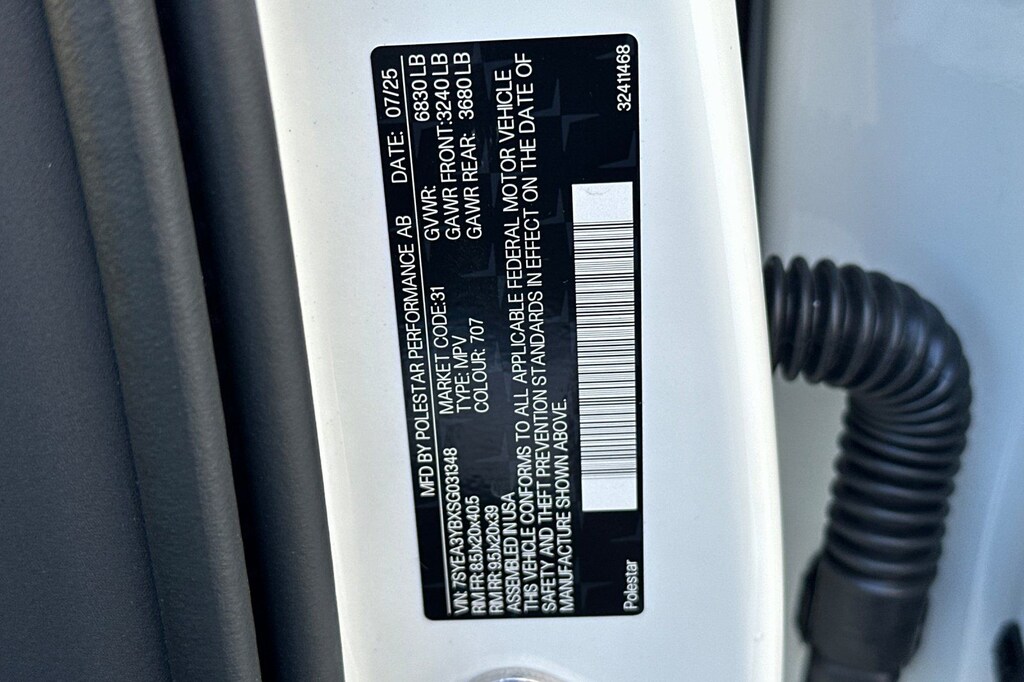 MFD BY POLESTAR PERFORMANCE AB DATE: 07/25
VIN: 7SYEA3YBXSG031348 MARKET CODE:31 GVWR: 6830 LB
RIM FR: 8.5Jx20x40.5 TYPE: MPV GAWR FRONT:3240 LB
RIM RR: 9.5Jx20x39 COLOUR: 707 GAWR REAR: 3680 LB
ASSEMBLED IN USA
THIS VEHICLE CONFORMS TO ALL APPLICABLE FEDERAL MOTOR VEHICLE
SAFETY AND THEFT PREVENTION STANDARDS IN EFFECT ON THE DATE OF
MANUFACTURE SHOWN ABOVE.
Polestar 32411468